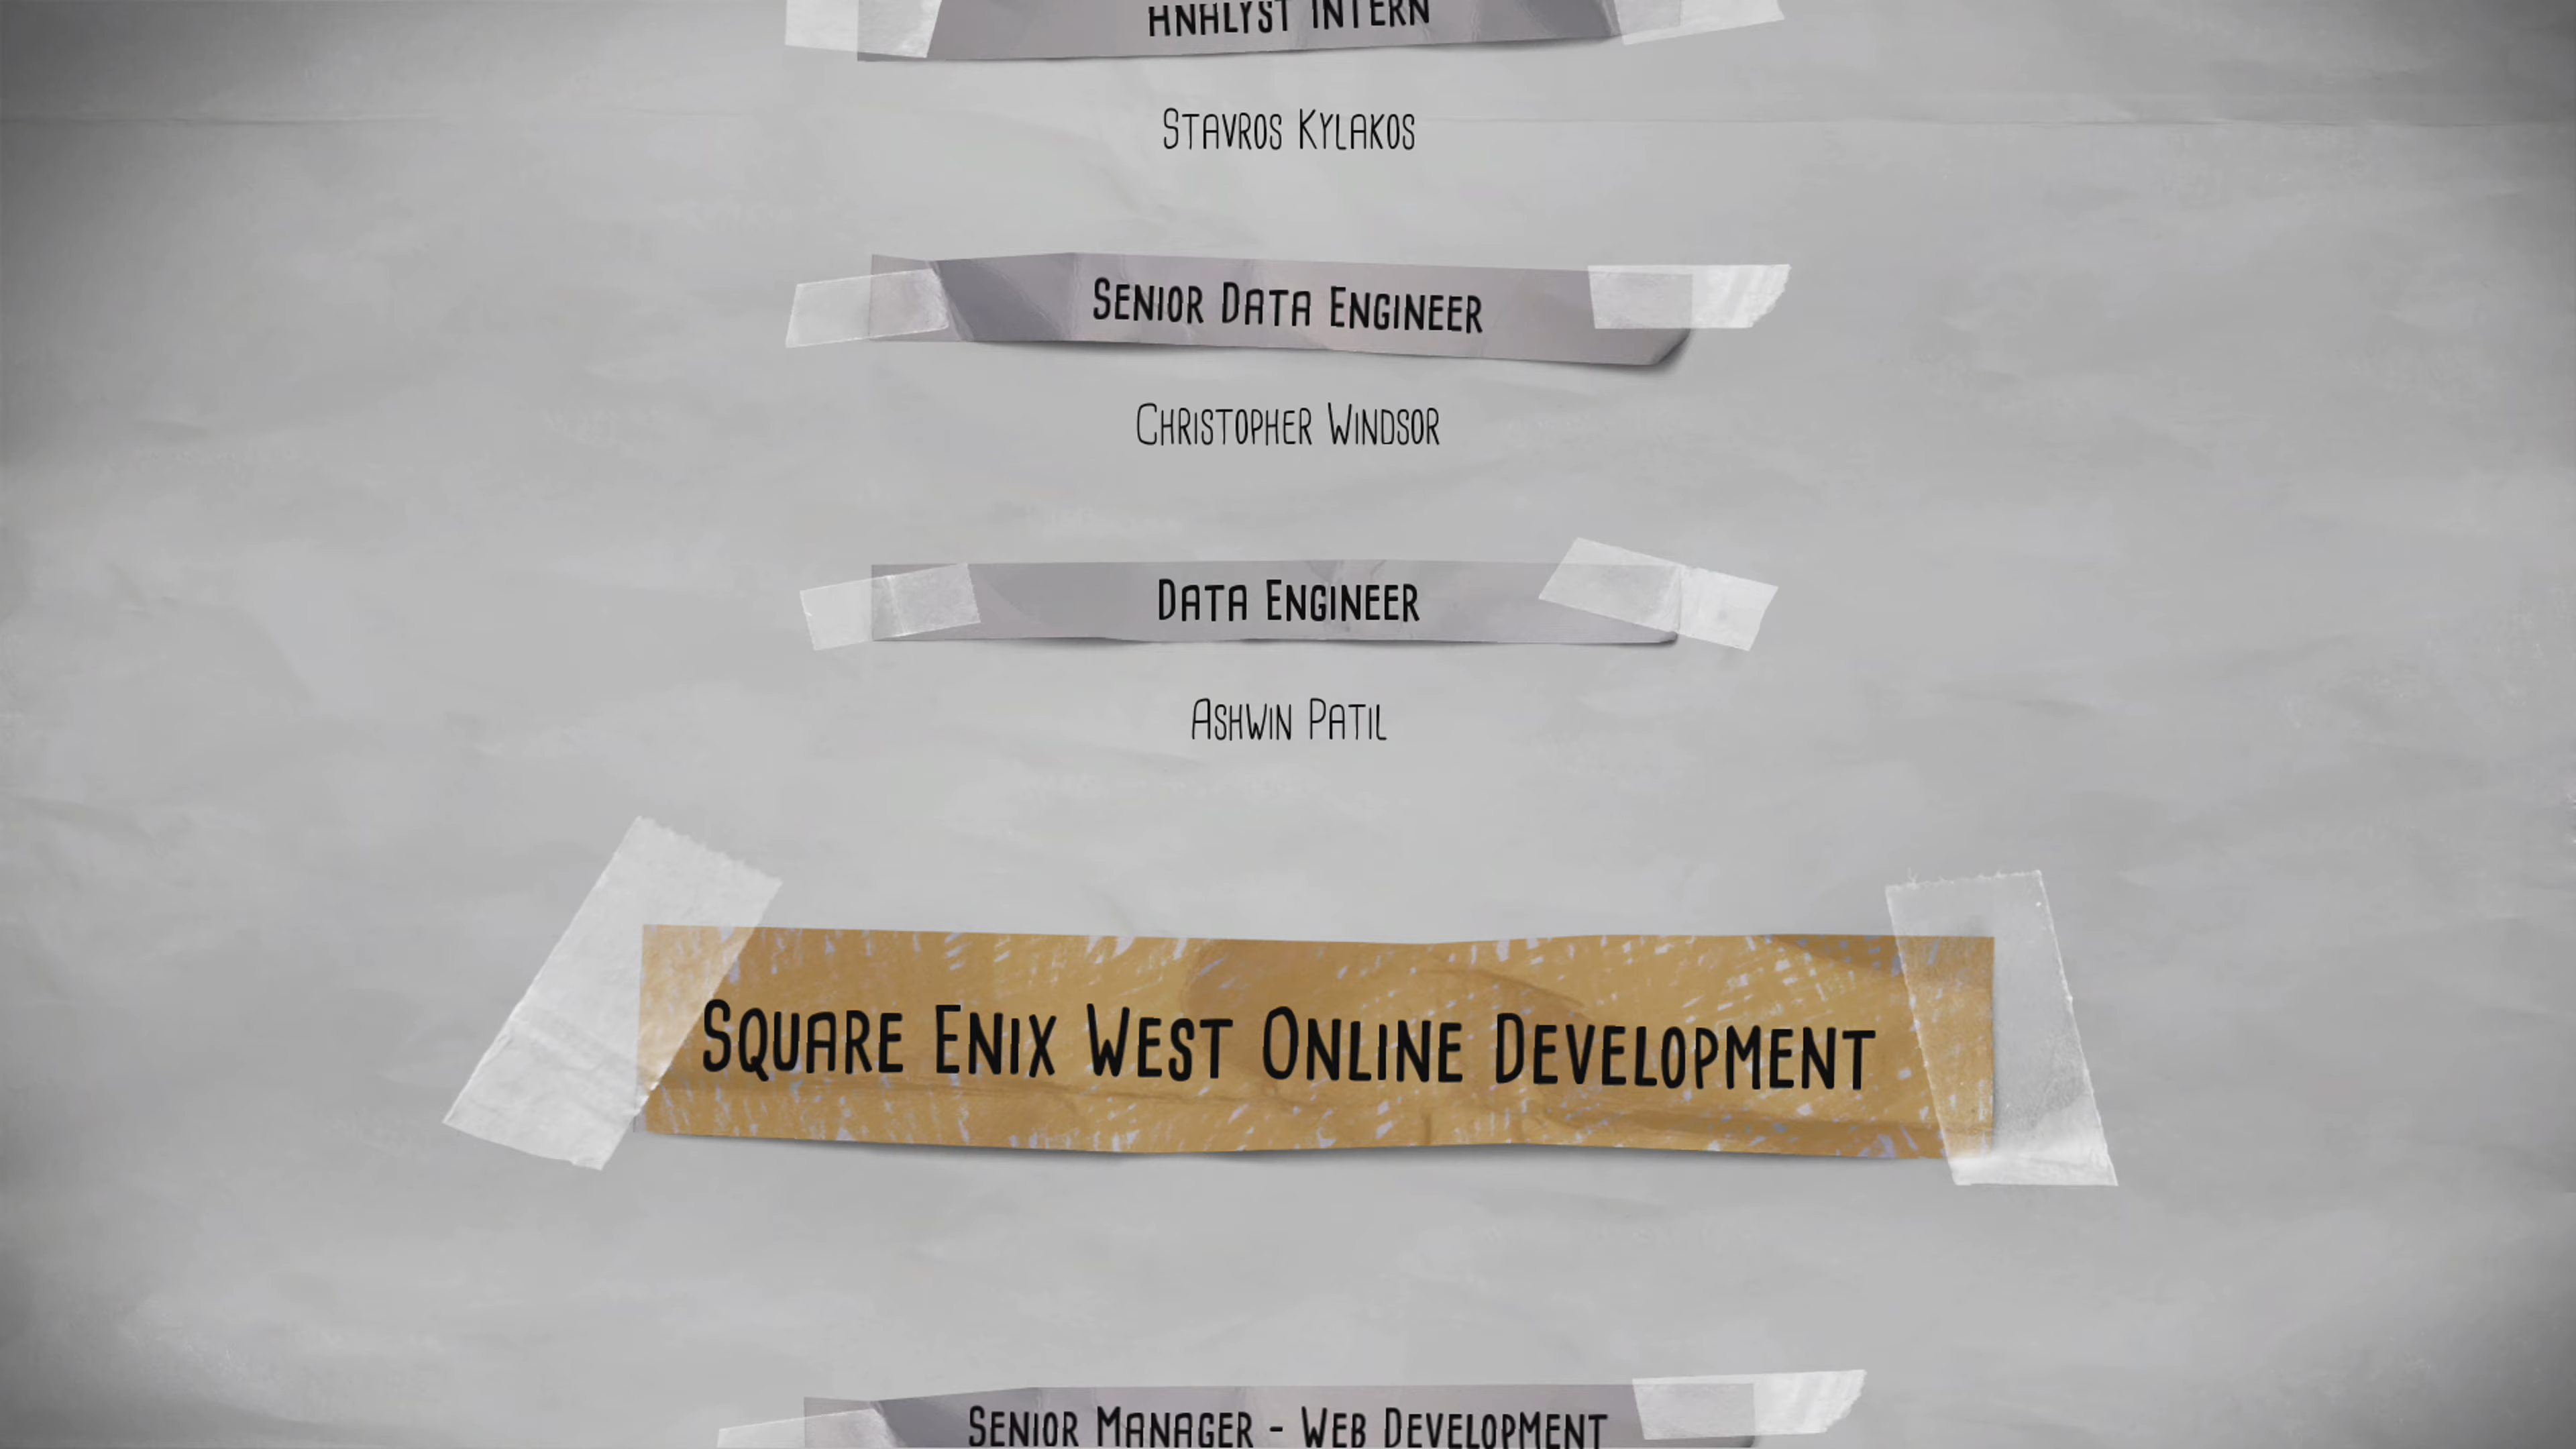 Analyst Intern
Stavros Kylakos
Senior Data Engineer
Christopher Windsor
Data Engineer
Ashwin Patil
Square Enix West Online Development
Senior Manager - Web Development